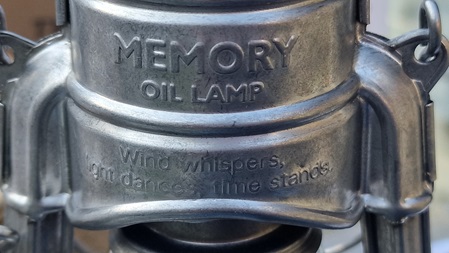 MEMORY
OIL LAMP
Wind whispers,
light dances, time stands.